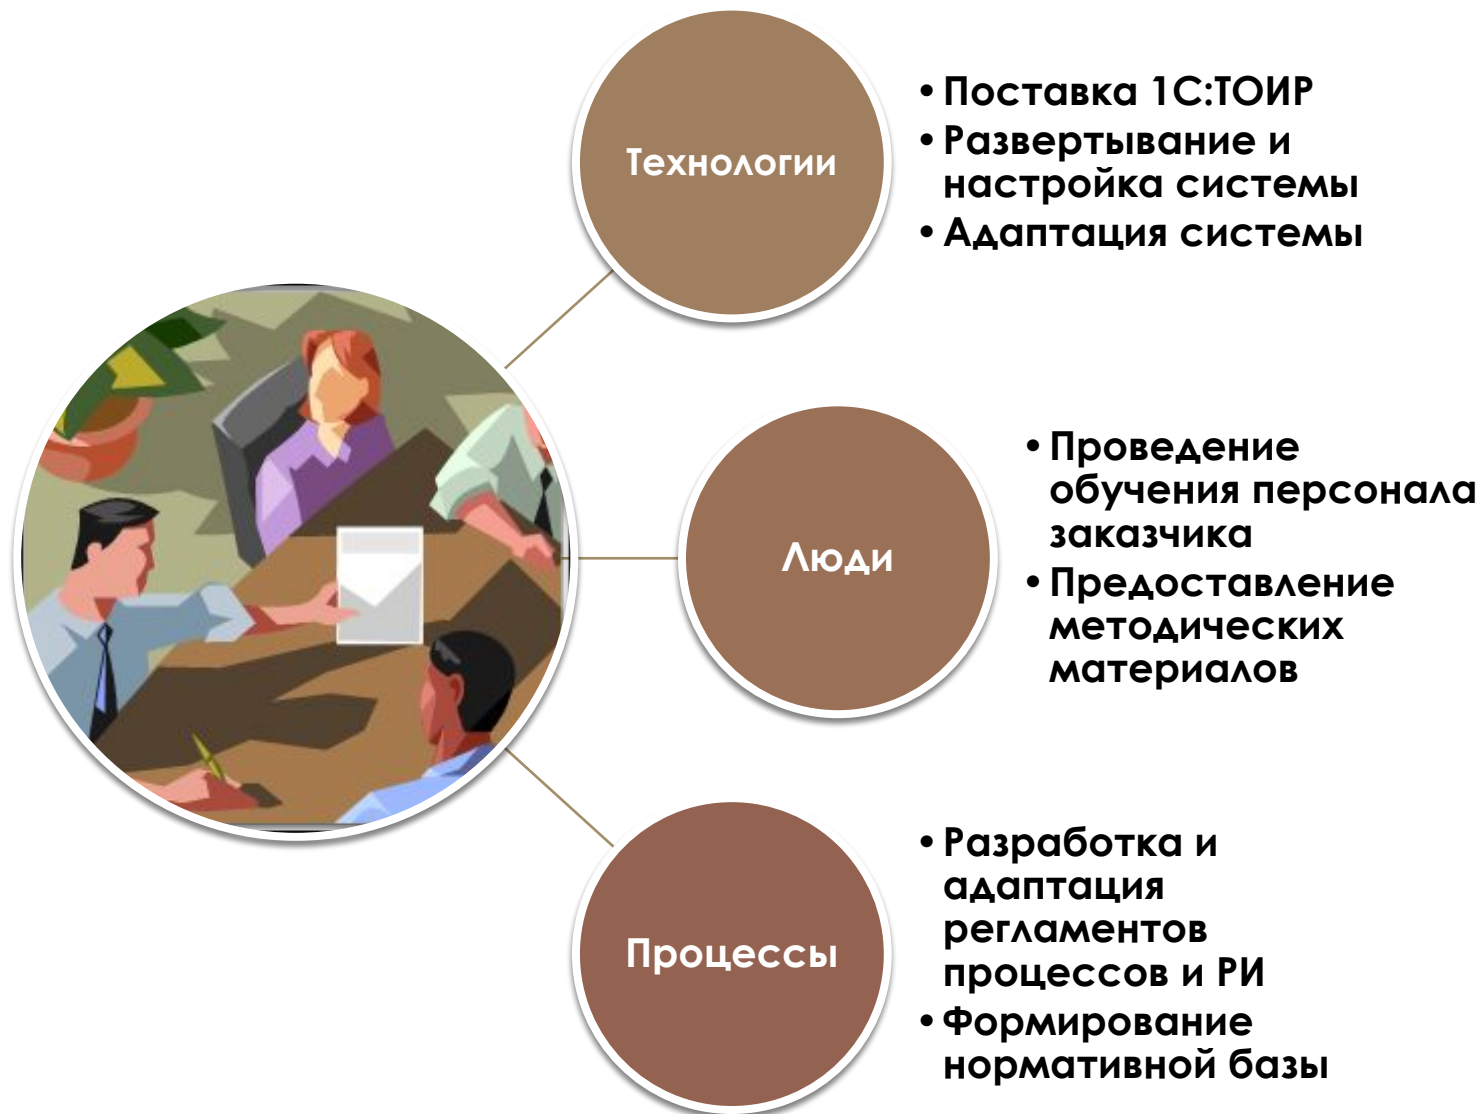 Технологии
• Поставка 1С:ТОИР
• Развертывание и
настройка системы
• Адаптация системы
Люди
• Проведение
обучения персонала
заказчика
• Предоставление
методических
материалов
Процессы
• Разработка и
адаптация
регламентов
процессов и РИ
• Формирование
нормативной базы